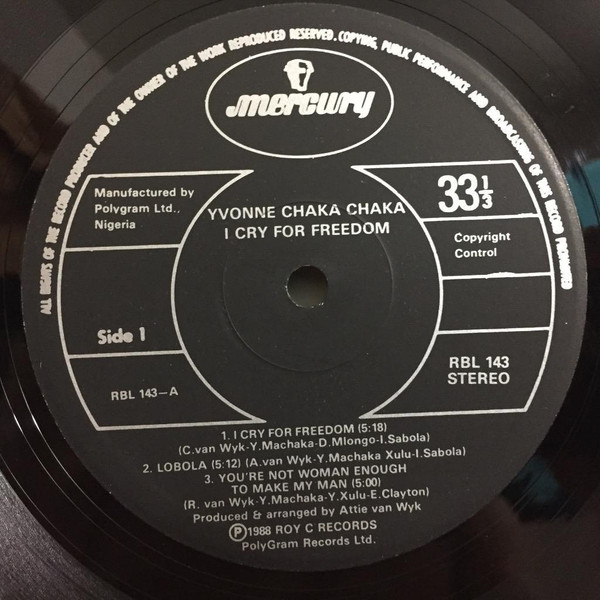 ALL RIGHTS OF THE RECORD PRODUCER AND OF THE OWNER OF THE WORK REPRODUCED RESERVED. COPYING, PUBLIC PERFORMANCE AND BROADCASTING OF THIS RECORD PROHIBITED
mercury
Manufactured by
Polygram Ltd.,
Nigeria
YVONNE CHAKA CHAKA
I CRY FOR FREEDOM
33⅓
Copyright
Control
Side 1
RBL 143-A
RBL 143
STEREO
1. I CRY FOR FREEDOM (5:18)
(C.van Wyk-Y.Machaka-D.Mlongo-I.Sabola)
2. LOBOLA (5:12) (A.van Wyk-Y.Machaka Xulu-I.Sabola)
3. YOU'RE NOT WOMAN ENOUGH
TO MAKE MY MAN (5:00)
(R. van Wyk-Y.Machaka-Y.Xulu-E.Clayton)
Produced & arranged by Attie van Wyk
Ⓟ1988 ROY C RECORDS
PolyGram Records Ltd.